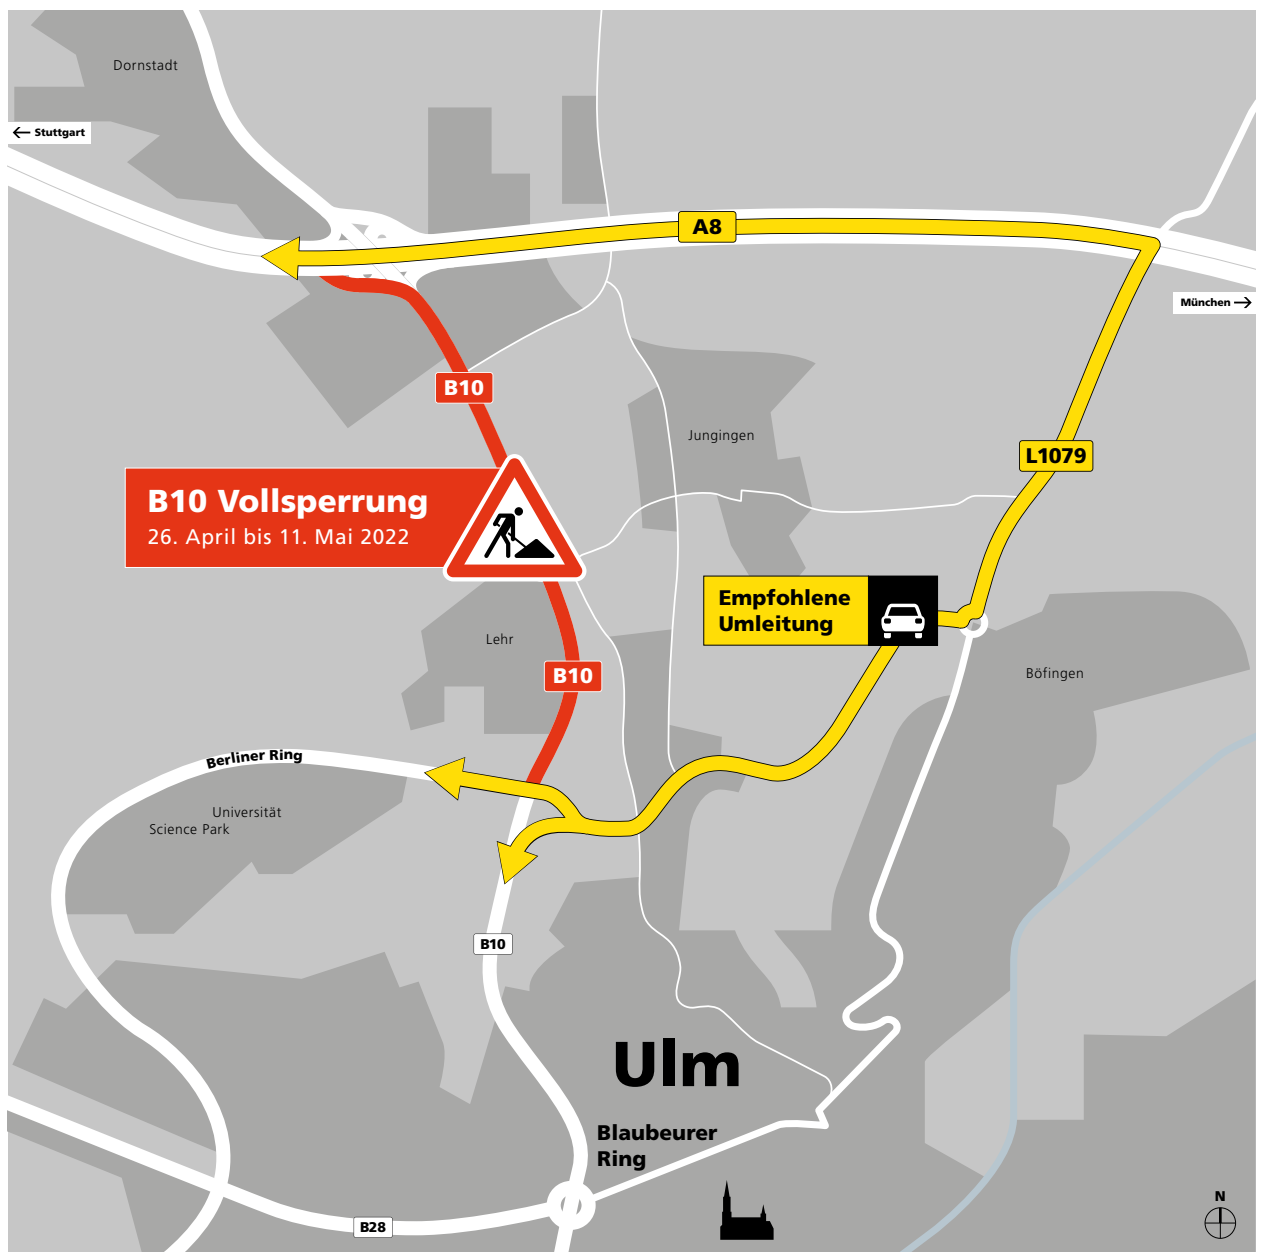 Dornstadt
← Stuttgart
A8
München →
B10
Jungingen
L1079
B10 Vollsperrung
26. April bis 11. Mai 2022
Empfohlene
Umleitung
Lehr
B10
Böfingen
Berliner Ring
Universität
Science Park
B10
Ulm
Blaubeurer
Ring
N
B28